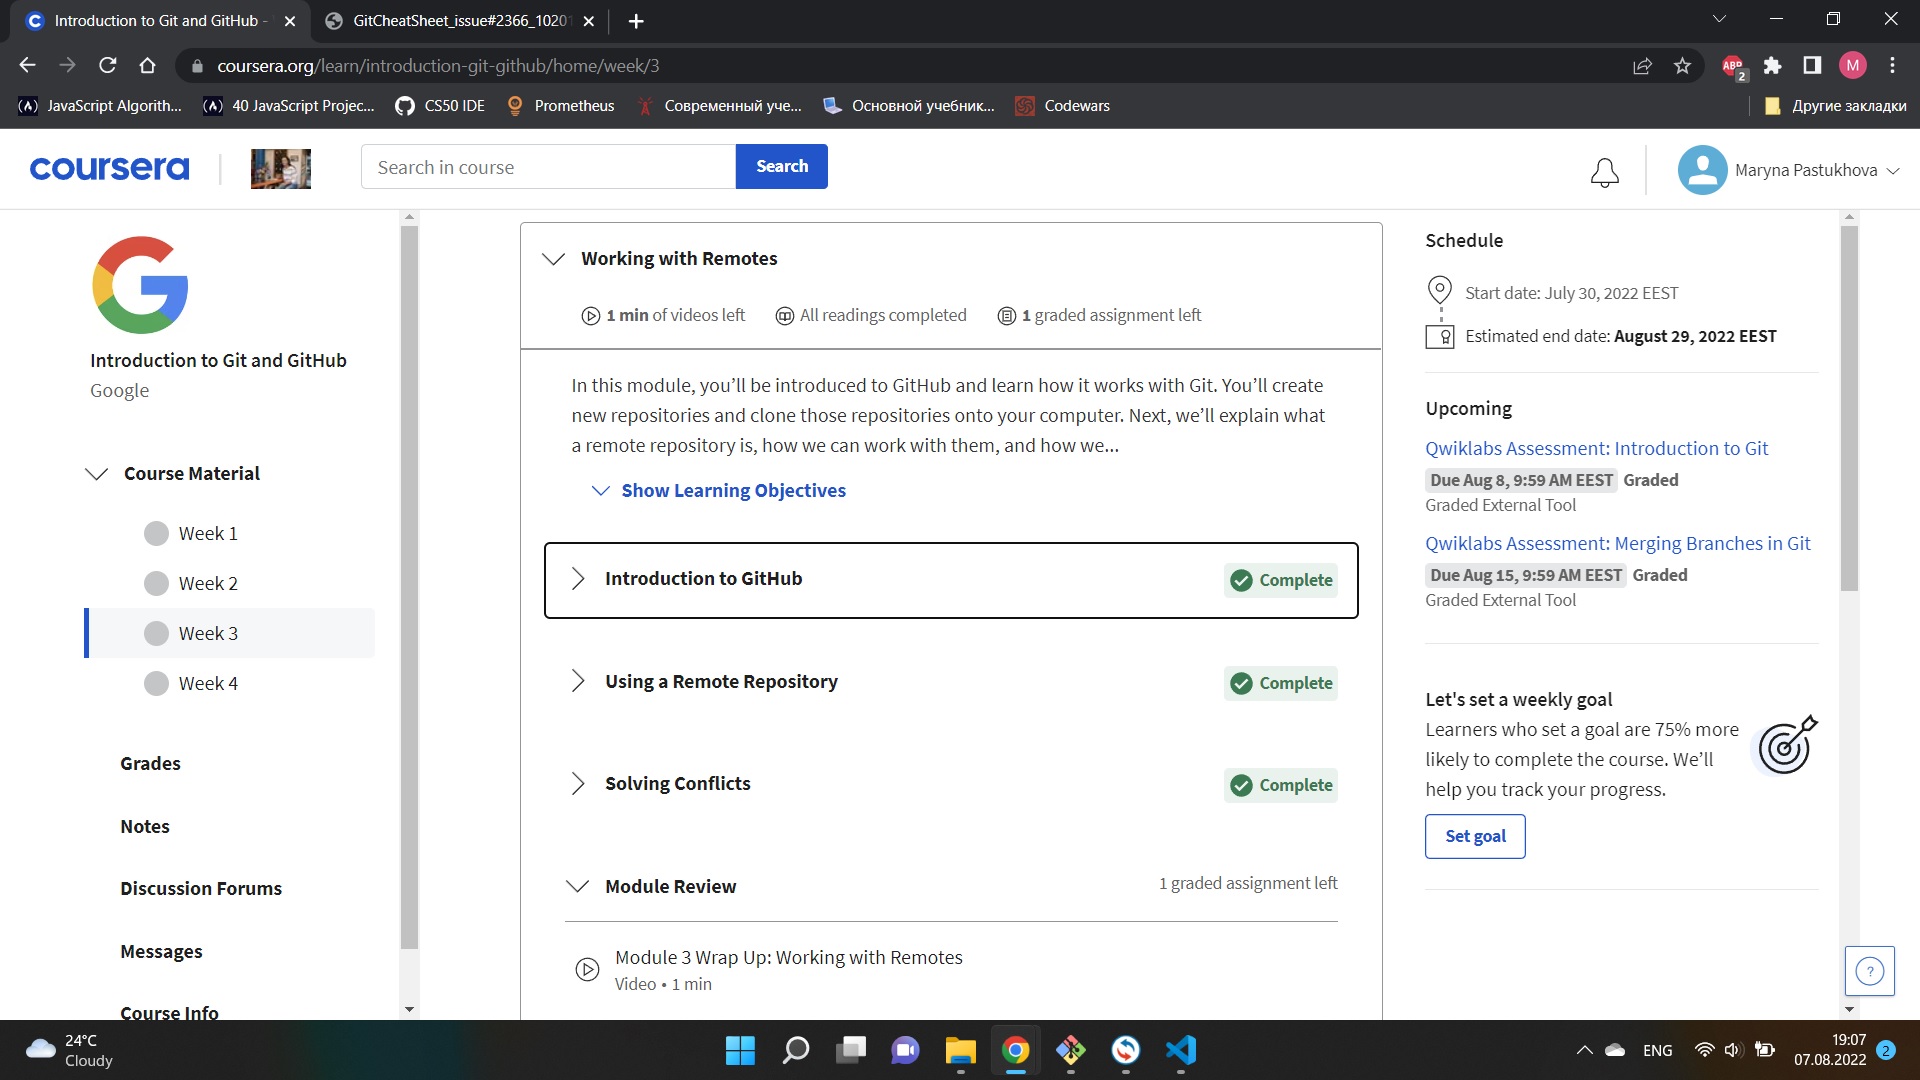 Introduction to Git and GitHub -
GitCheatSheet_issue#2366_1020
coursera.org/learn/introduction-git-github/home/week/3
ABP
2
M
JavaScript Algorith...
40 JavaScript Projec...
CS50 IDE
Prometheus
Современный уче...
Основной учебник...
Codewars
Другие закладки
coursera
Search in course
Search
Maryna Pastukhova
Introduction to Git and GitHub
Google
Course Material
Week 1
Week 2
Week 3
Week 4
Grades
Notes
Discussion Forums
Messages
Course Info
Working with Remotes
1 min of videos left
All readings completed
1 graded assignment left
In this module, you’ll be introduced to GitHub and learn how it works with Git. You’ll create
new repositories and clone those repositories onto your computer. Next, we’ll explain what
a remote repository is, how we can work with them, and how we...
Show Learning Objectives
Introduction to GitHub
Complete
Using a Remote Repository
Complete
Solving Conflicts
Complete
Module Review
1 graded assignment left
Module 3 Wrap Up: Working with Remotes
Video • 1 min
Schedule
Start date: July 30, 2022 EEST
Estimated end date: August 29, 2022 EEST
Upcoming
Qwiklabs Assessment: Introduction to Git
Due Aug 8, 9:59 AM EEST Graded
Graded External Tool
Qwiklabs Assessment: Merging Branches in Git
Due Aug 15, 9:59 AM EEST Graded
Graded External Tool
Let's set a weekly goal
Learners who set a goal are 75% more
likely to complete the course. We’ll
help you track your progress.
Set goal
?
24°C
Cloudy
ENG
19:07
07.08.2022
2